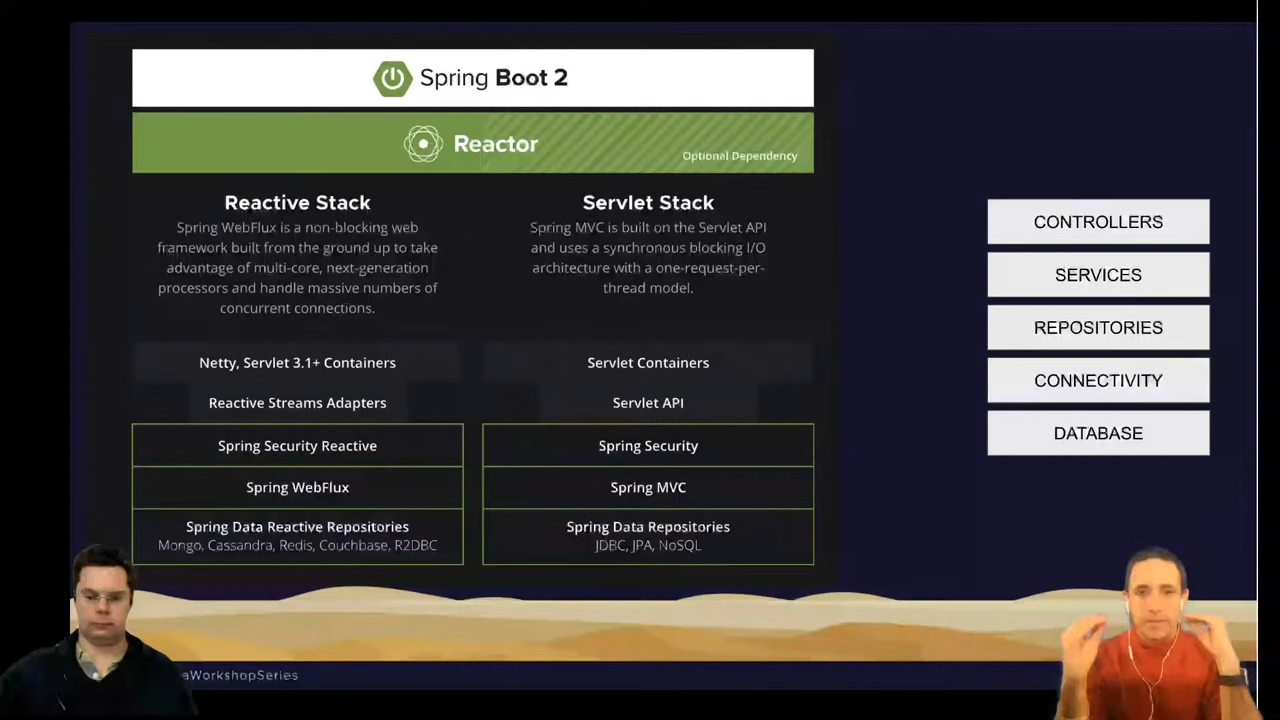 Spring Boot 2
Reactor
Optional Dependency
Reactive Stack
Spring WebFlux is a non-blocking web
framework built from the ground up to take
advantage of multi-core, next-generation
processors and handle massive numbers of
concurrent connections.
Netty, Servlet 3.1+ Containers
Reactive Streams Adapters
Spring Security Reactive
Spring WebFlux
Spring Data Reactive Repositories
Mongo, Cassandra, Redis, Couchbase, R2DBC
Servlet Stack
Spring MVC is built on the Servlet API
and uses a synchronous blocking I/O
architecture with a one-request-per-
thread model.
Servlet Containers
Servlet API
Spring Security
Spring MVC
Spring Data Repositories
JDBC, JPA, NoSQL
CONTROLLERS
SERVICES
REPOSITORIES
CONNECTIVITY
DATABASE
aWorkshopSeries